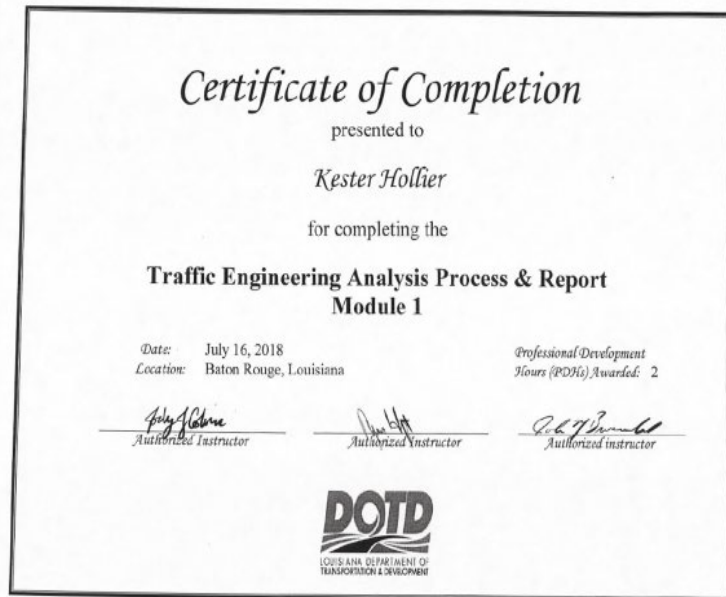 Certificate of Completion
presented to
Kester Hollier
for completing the
Traffic Engineering Analysis Process & Report
Module 1
Date: July 16, 2018
Location: Baton Rouge, Louisiana
Professional Development
Hours (PDHs) Awarded: 2
Authorized Instructor
Authorized Instructor
Authorized instructor
DOTD
LOUISIANA DEPARTMENT OF
TRANSPORTATION & DEVELOPMENT